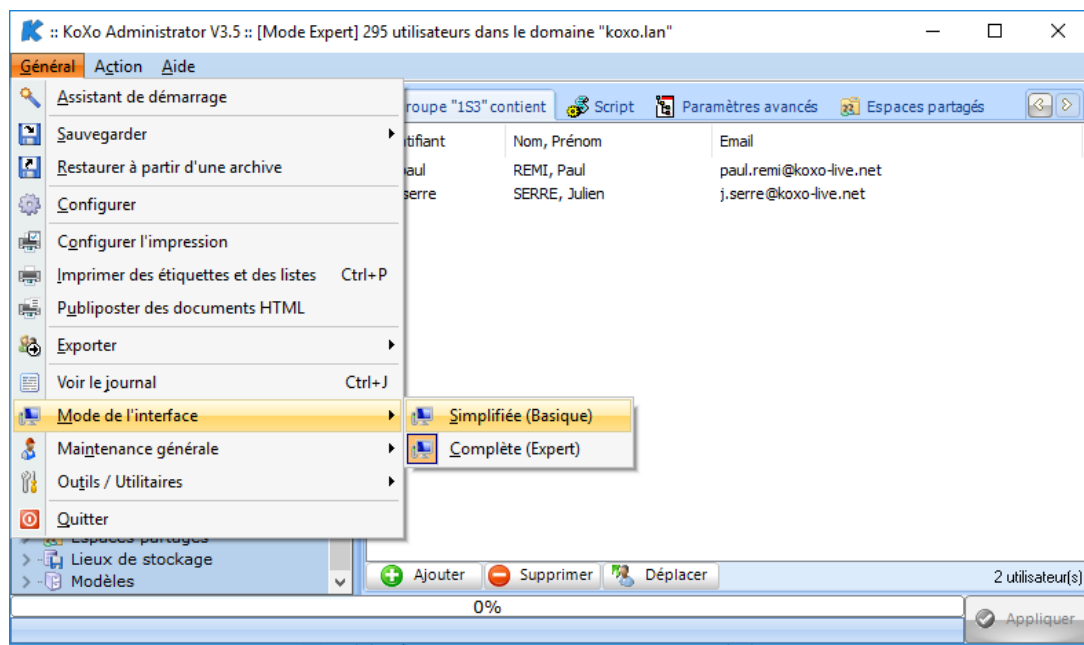 :: KoXo Administrator V3.5 :: [Mode Expert] 295 utilisateurs dans le domaine "koxo.lan"
Général Action Aide
Assistant de démarrage
Sauvegarder
Restaurer à partir d'une archive
Configurer
Configurer l'impression
Imprimer des étiquettes et des listes Ctrl+P
Publiposter des documents HTML
Exporter
Voir le journal Ctrl+J
Mode de l'interface
Maintenance générale
Outils / Utilitaires
Quitter
Simplifiée (Basique)
Complète (Expert)
roupe "1S3" contient Script Paramètres avancés Espaces partagés
tifiant Nom, Prénom Email
aul REMI, Paul paul.remi@koxo-live.net
serre SERRE, Julien j.serre@koxo-live.net
Espaces partagés
Lieux de stockage
Modèles
Ajouter Supprimer Déplacer 2 utilisateur(s)
0%
Appliquer